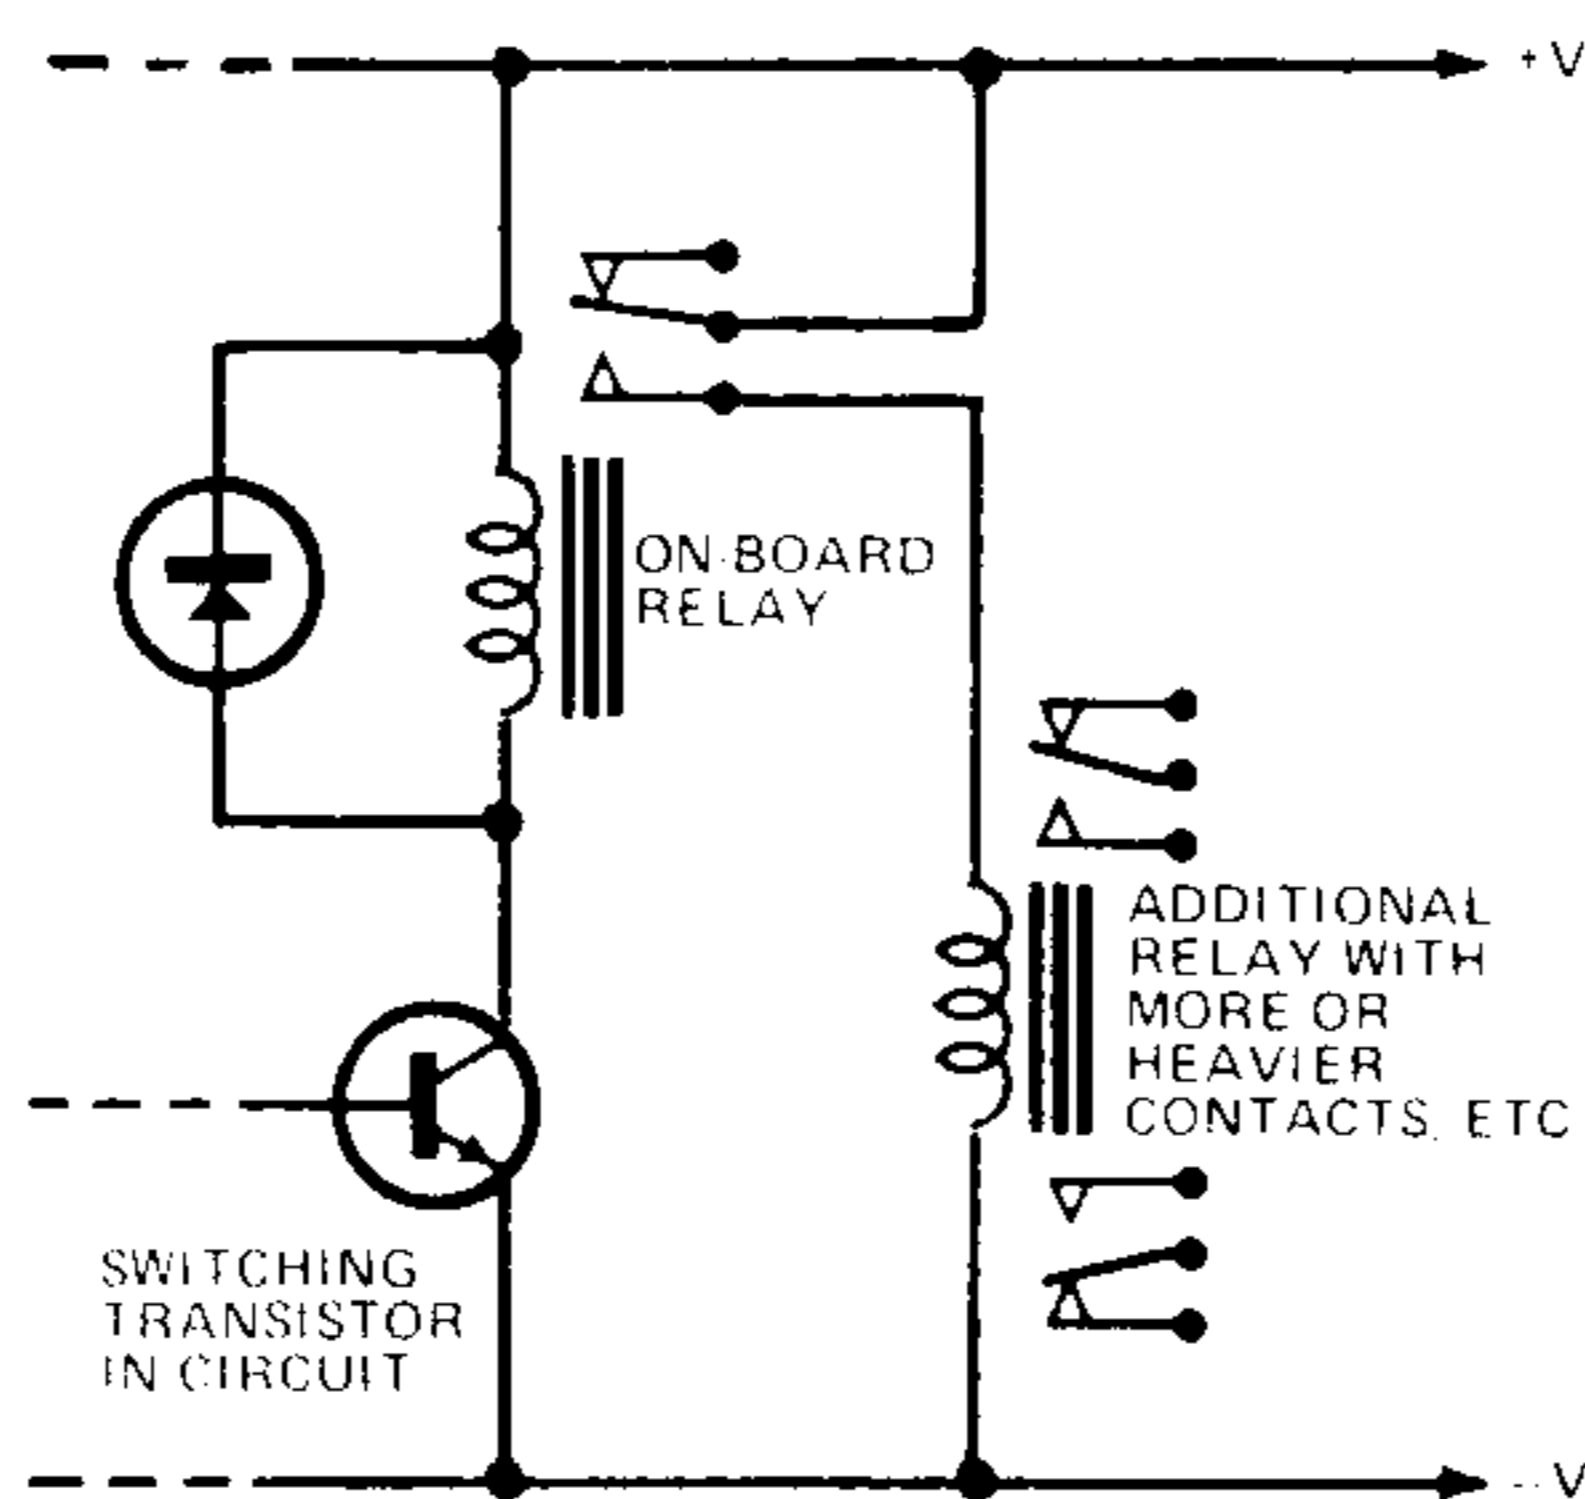 +V
ON-BOARD
RELAY
ADDITIONAL
RELAY WITH
MORE OR
HEAVIER
CONTACTS, ETC
SWITCHING
TRANSISTOR
IN CIRCUIT
-V